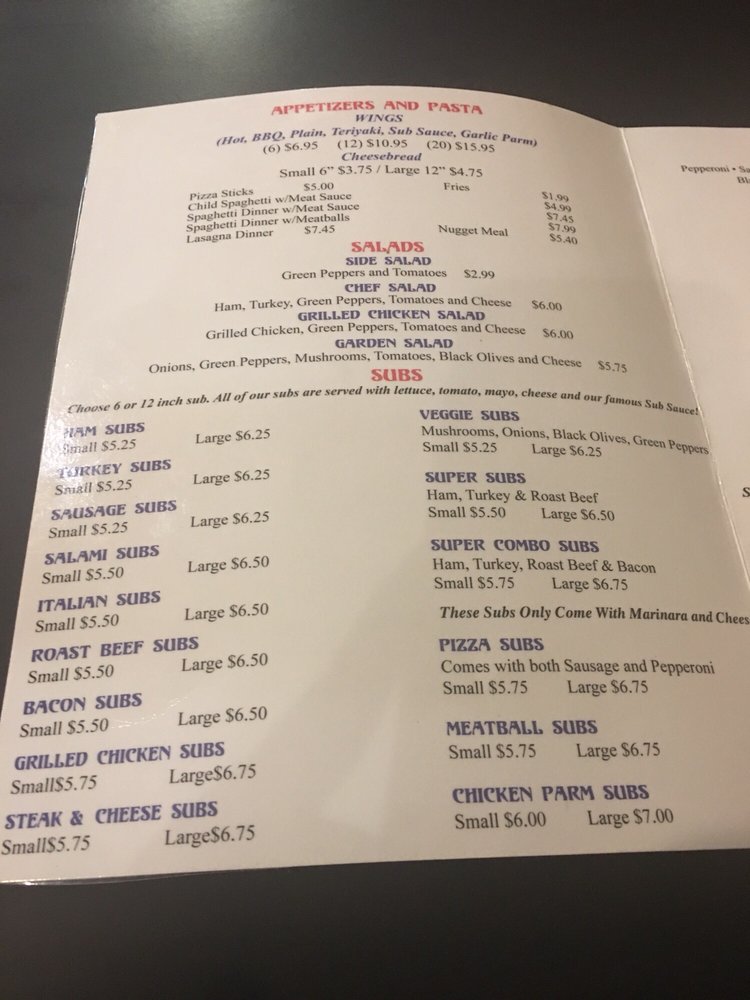 APPETIZERS AND PASTA
WINGS
(Hot, BBQ, Plain, Teriyaki, Sub Sauce, Garlic Parm)
(6) $6.95 (12) $10.95 (20) $15.95
Cheesebread
Small 6" $3.75 / Large 12" $4.75
Pizza Sticks $5.00 Fries $1.99
Child Spaghetti w/Meat Sauce $4.99
Spaghetti Dinner w/Meat Sauce $7.45
Spaghetti Dinner w/Meatballs $7.99
Lasagna Dinner $7.45 Nugget Meal $5.40
SALADS
SIDE SALAD
Green Peppers and Tomatoes $2.99
CHEF SALAD
Ham, Turkey, Green Peppers, Tomatoes and Cheese $6.00
GRILLED CHICKEN SALAD
Grilled Chicken, Green Peppers, Tomatoes and Cheese $6.00
GARDEN SALAD
Onions, Green Peppers, Mushrooms, Tomatoes, Black Olives and Cheese $5.75
SUBS
Choose 6 or 12 inch sub. All of our subs are served with lettuce, tomato, mayo, cheese and our famous Sub Sauce!
HAM SUBS
Small $5.25 Large $6.25
TURKEY SUBS
Small $5.25 Large $6.25
SAUSAGE SUBS
Small $5.25 Large $6.25
SALAMI SUBS
Small $5.50 Large $6.50
ITALIAN SUBS
Small $5.50 Large $6.50
ROAST BEEF SUBS
Small $5.50 Large $6.50
BACON SUBS
Small $5.50 Large $6.50
GRILLED CHICKEN SUBS
Small$5.75 Large$6.75
STEAK & CHEESE SUBS
Small$5.75 Large$6.75
VEGGIE SUBS
Mushrooms, Onions, Black Olives, Green Peppers
Small $5.25 Large $6.25
SUPER SUBS
Ham, Turkey & Roast Beef
Small $5.50 Large $6.50
SUPER COMBO SUBS
Ham, Turkey, Roast Beef & Bacon
Small $5.75 Large $6.75
These Subs Only Come With Marinara and Chees
PIZZA SUBS
Comes with both Sausage and Pepperoni
Small $5.75 Large $6.75
MEATBALL SUBS
Small $5.75 Large $6.75
CHICKEN PARM SUBS
Small $6.00 Large $7.00
Pepperoni • Sa
Bl
S